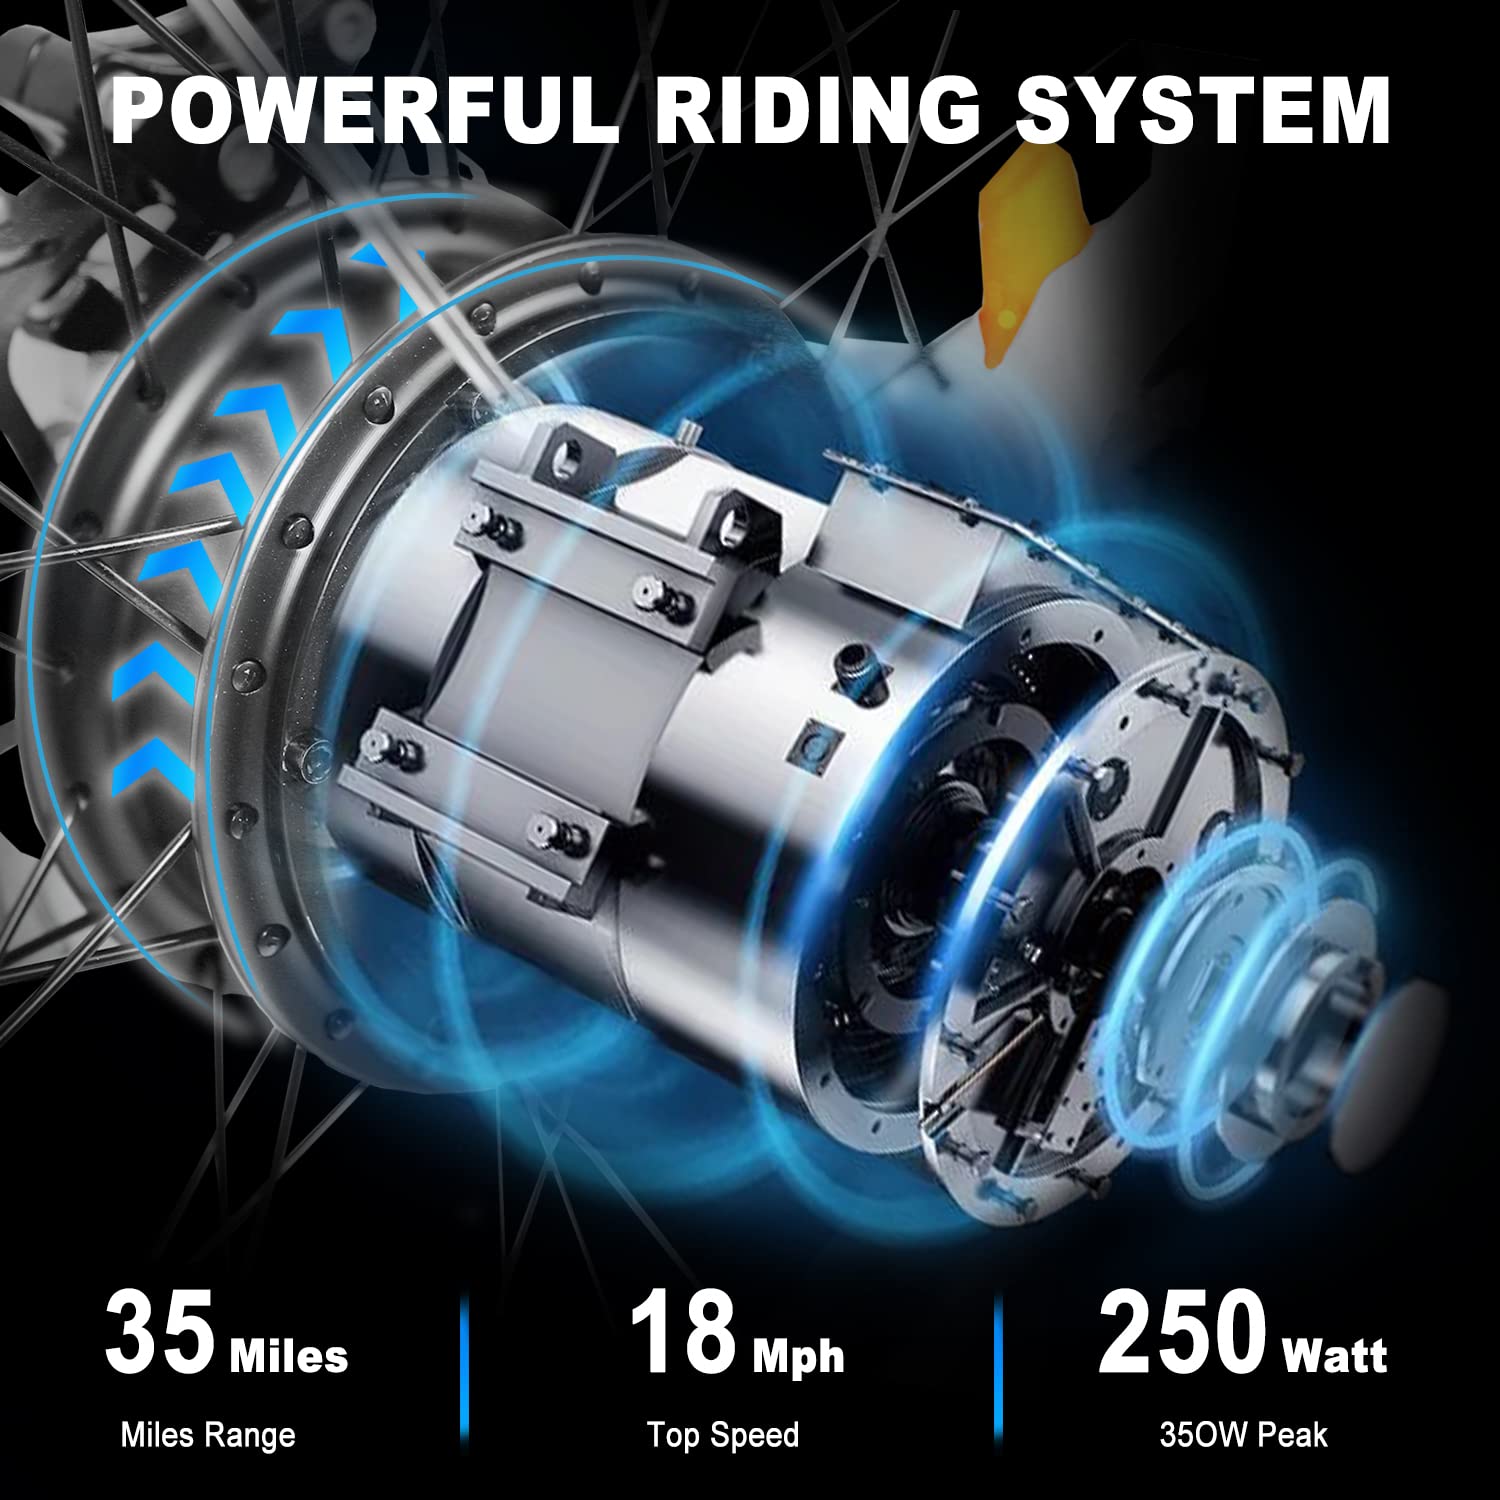 POWERFUL RIDING SYSTEM
35 Miles
Miles Range
18 Mph
Top Speed
250 Watt
35OW Peak